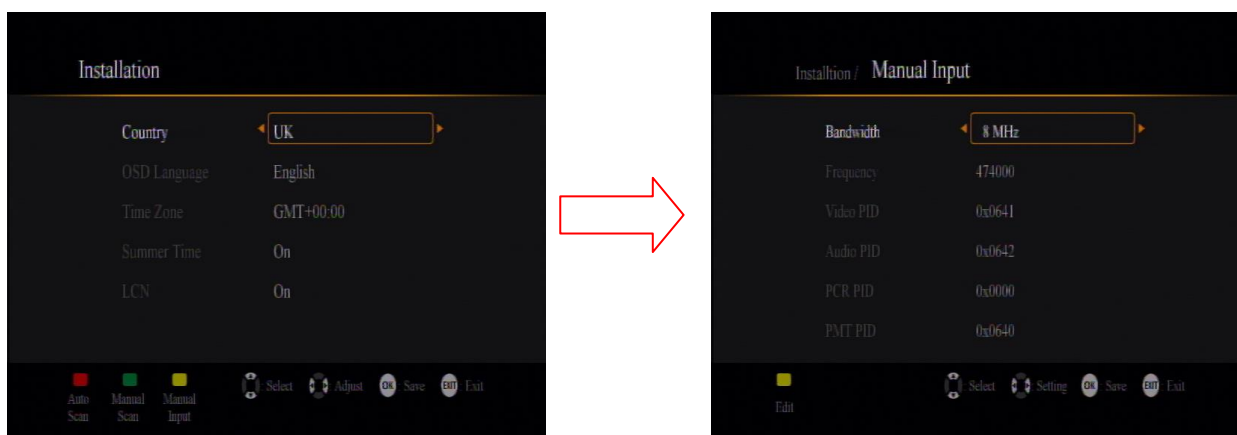 Installation
Country UK
OSD Language English
Time Zone GMT+00:00
Summer Time On
LCN On
Auto Scan Manual Scan Manual Input Select Adjust OK Save EXIT Exit
Installtion / Manual Input
Bandwidth 8 MHz
Frequency 474000
Video PID 0x0641
Audio PID 0x0642
PCR PID 0x0000
PMT PID 0x0640
Edit Select Setting OK Save EXIT Exit